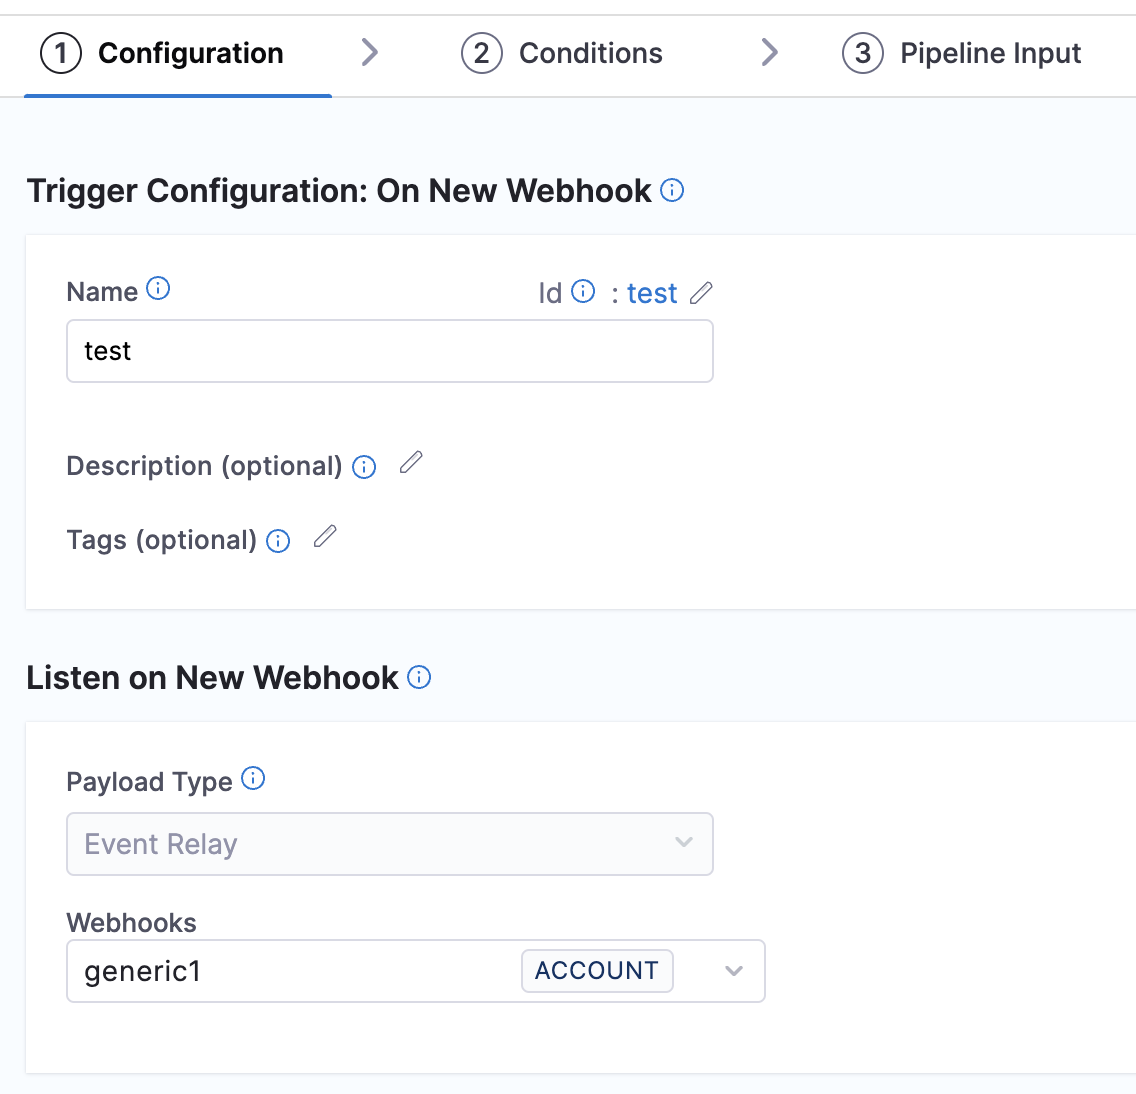 1 Configuration 2 Conditions 3 Pipeline Input
Trigger Configuration: On New Webhook
Name Id : test
test
Description (optional)
Tags (optional)
Listen on New Webhook
Payload Type
Event Relay
Webhooks
generic1 ACCOUNT